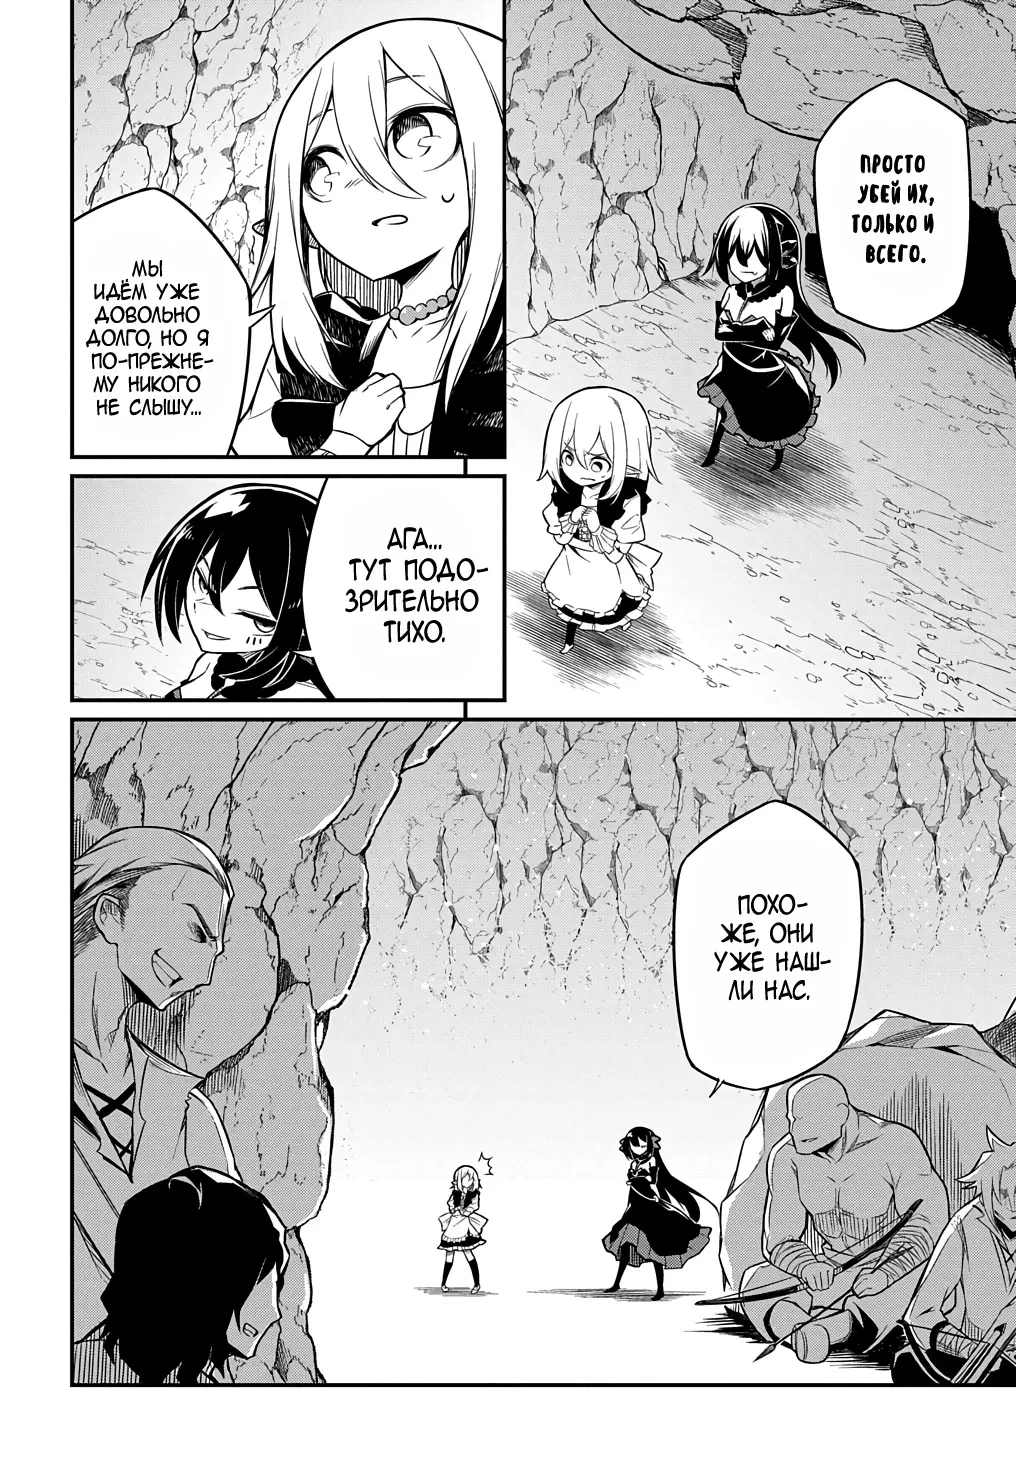 ПРОСТО
УБЕЙ ИХ,
ТОЛЬКО И
ВСЕГО.
МЫ
ИДЁМ УЖЕ
ДОВОЛЬНО
ДОЛГО, НО Я
ПО-ПРЕЖНЕ-
МУ НИКОГО
НЕ СЛЫШУ...
АГА...
ТУТ ПОДО-
ЗРИТЕЛЬНО
ТИХО.
ПОХО-
ЖЕ, ОНИ
УЖЕ НАШ-
ЛИ НАС.